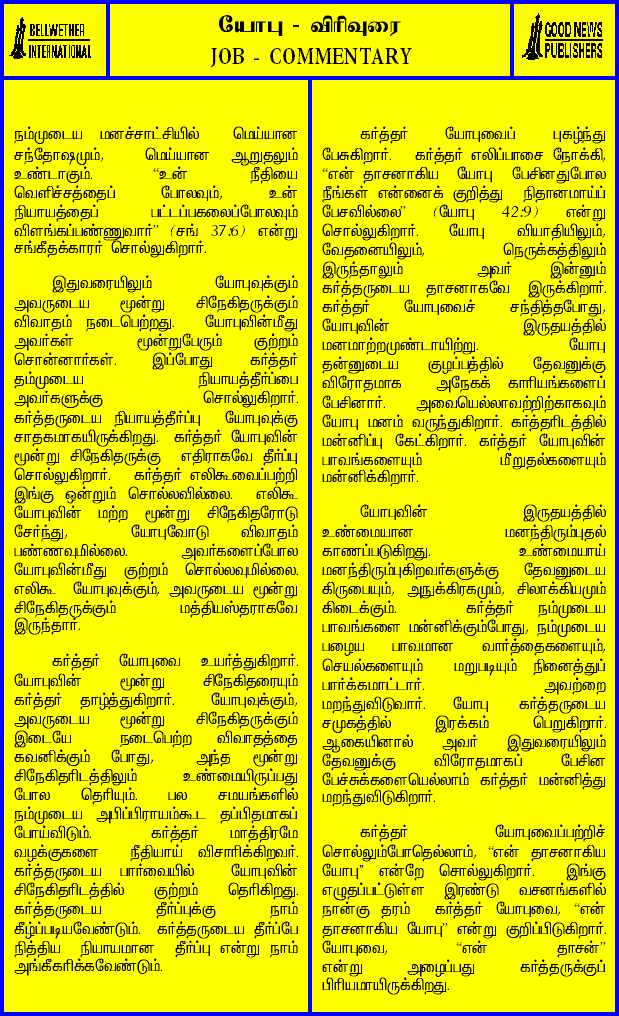 BELLWETHER
INTERNATIONAL
யோபு - விரிவுரை
JOB - COMMENTARY
GOOD NEWS
PUBLISHERS
நம்முடைய மனச்சாட்சியில் மெய்யான
சந்தோஷமும், மெய்யான ஆறுதலும்
உண்டாகும். “உன் நீதியை
வெளிச்சத்தைப் போலவும், உன்
நியாயத்தைப் பட்டப்பகலைப்போலவும்
விளங்கப்பண்ணுவார்” (சங் 37:6) என்று
சங்கீதக்காரர் சொல்லுகிறார்.
இதுவரையிலும் யோபுவுக்கும்
அவருடைய மூன்று சிநேகிதருக்கும்
விவாதம் நடைபெற்றது. யோபுவின்மீது
அவர்கள் மூன்றுபேரும் குற்றம்
சொன்னார்கள். இப்போது கர்த்தர்
தம்முடைய நியாயத்தீர்ப்பை
அவர்களுக்கு சொல்லுகிறார்.
கர்த்தருடைய நியாயத்தீர்ப்பு யோபுவுக்கு
சாதகமாகயிருக்கிறது. கர்த்தர் யோபுவின்
மூன்று சிநேகிதருக்கு எதிராகவே தீர்ப்பு
சொல்லுகிறார். கர்த்தர் எலிகூவைப்பற்றி
இங்கு ஒன்றும் சொல்லவில்லை. எலிகூ
யோபுவின் மற்ற மூன்று சிநேகிதரோடு
சேர்ந்து, யோபுவோடு விவாதம்
பண்ணவுமில்லை. அவர்களைப்போல
யோபுவின்மீது குற்றம் சொல்லவுமில்லை.
எலிகூ யோபுவுக்கும், அவருடைய மூன்று
சிநேகிதருக்கும் மத்தியஸ்தராகவே
இருந்தார்.
கர்த்தர் யோபுவை உயர்த்துகிறார்.
யோபுவின் மூன்று சிநேகிதரையும்
கர்த்தர் தாழ்த்துகிறார். யோபுவுக்கும்,
அவருடைய மூன்று சிநேகிதருக்கும்
இடையே நடைபெற்ற விவாதத்தை
கவனிக்கும் போது, அந்த மூன்று
சிநேகிதரிடத்திலும் உண்மையிருப்பது
போல தெரியும். பல சமயங்களில்
நம்முடைய அபிப்பிராயம்கூட தப்பிதமாகப்
போய்விடும். கர்த்தர் மாத்திரமே
வழக்குகளை நீதியாய் விசாரிக்கிறவர்.
கர்த்தருடைய பார்வையில் யோபுவின்
சிநேகிதரிடத்தில் குற்றம் தெரிகிறது.
கர்த்தருடைய தீர்ப்புக்கு நாம்
கீழ்ப்படியவேண்டும். கர்த்தருடைய தீர்ப்பே
நித்திய நியாயமான தீர்ப்பு என்று நாம்
அங்கீகரிக்கவேண்டும்.
கர்த்தர் யோபுவைப் புகழ்ந்து
பேசுகிறார். கர்த்தர் எலிப்பாசை நோக்கி,
“என் தாசனாகிய யோபு பேசினதுபோல
நீங்கள் என்னைக் குறித்து நிதானமாய்ப்
பேசவில்லை” (யோபு 42:9) என்று
சொல்லுகிறார். யோபு வியாதியிலும்,
வேதனையிலும், நெருக்கத்திலும்
இருந்தாலும் அவர் இன்னும்
கர்த்தருடைய தாசனாகவே இருக்கிறார்.
கர்த்தர் யோபுவைச் சந்தித்தபோது,
யோபுவின் இருதயத்தில்
மனமாற்றமுண்டாயிற்று. யோபு
தன்னுடைய குழப்பத்தில் தேவனுக்கு
விரோதமாக அநேகக் காரியங்களைப்
பேசினார். அவையெல்லாவற்றிற்காகவும்
யோபு மனம் வருந்துகிறார். கர்த்தரிடத்தில்
மன்னிப்பு கேட்கிறார். கர்த்தர் யோபுவின்
பாவங்களையும் மீறுதல்களையும்
மன்னிக்கிறார்.
யோபுவின் இருதயத்தில்
உண்மையான மனந்திரும்புதல்
காணப்படுகிறது. உண்மையாய்
மனந்திரும்புகிறவர்களுக்கு தேவனுடைய
கிருபையும், அநுக்கிரகமும், சிலாக்கியமும்
கிடைக்கும். கர்த்தர் நம்முடைய
பாவங்களை மன்னிக்கும்போது, நம்முடைய
பழைய பாவமான வார்த்தைகளையும்,
செயல்களையும் மறுபடியும் நினைத்துப்
பார்க்கமாட்டார். அவற்றை
மறந்துவிடுவார். யோபு கர்த்தருடைய
சமுகத்தில் இரக்கம் பெறுகிறார்.
ஆகையினால் அவர் இதுவரையிலும்
தேவனுக்கு விரோதமாகப் பேசின
பேச்சுக்களையெல்லாம் கர்த்தர் மன்னித்து
மறந்துவிடுகிறார்.
கர்த்தர் யோபுவைப்பற்றிச்
சொல்லும்போதெல்லாம், “என் தாசனாகிய
யோபு” என்றே சொல்லுகிறார். இங்கு
எழுதப்பட்டுள்ள இரண்டு வசனங்களில்
நான்கு தரம் கர்த்தர் யோபுவை, “என்
தாசனாகிய யோபு” என்று குறிப்பிடுகிறார்.
யோபுவை, “என் தாசன்”
என்று அழைப்பது கர்த்தருக்குப்
பிரியமாயிருக்கிறது.